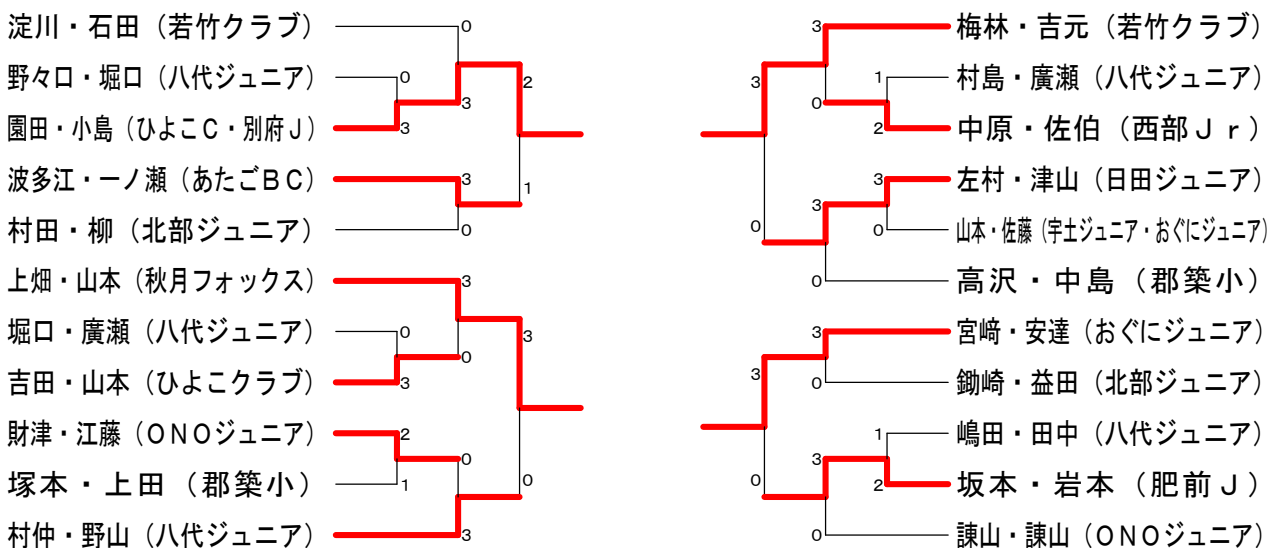 淀川・石田（若竹クラブ）
0
野々口・堀口（八代ジュニア）
0
2
3
園田・小島（ひよこＣ・別府Ｊ）
3
波多江・一ノ瀬（あたごＢＣ）
3
1
村田・柳（北部ジュニア）
0
上畑・山本（秋月フォックス）
3
堀口・廣瀬（八代ジュニア）
0
3
0
吉田・山本（ひよこクラブ）
3
財津・江藤（ＯＮＯジュニア）
2
0
塚本・上田（郡築小）
1
0
村仲・野山（八代ジュニア）
3
3
梅林・吉元（若竹クラブ）
3
1
村島・廣瀬（八代ジュニア）
0
2
中原・佐伯（西部Ｊｒ）
3
左村・津山（日田ジュニア）
3
0
0
山本・佐藤（宇土ジュニア・おぐにジュニア）
0
高沢・中島（郡築小）
3
宮﨑・安達（おぐにジュニア）
3
0
鋤崎・益田（北部ジュニア）
1
嶋田・田中（八代ジュニア）
3
0
2
坂本・岩本（肥前Ｊ）
0
諌山・諌山（ＯＮＯジュニア）